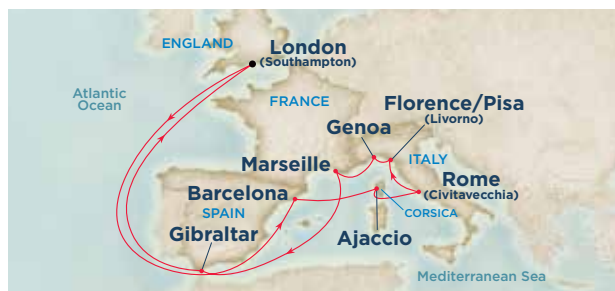 ENGLAND
London
(Southampton)
Atlantic
Ocean
FRANCE
Florence/Pisa
(Livorno)
Genoa
ITALY
Marseille
Rome
(Civitavecchia)
Barcelona
SPAIN
CORSICA
Gibraltar
Ajaccio
Mediterranean Sea